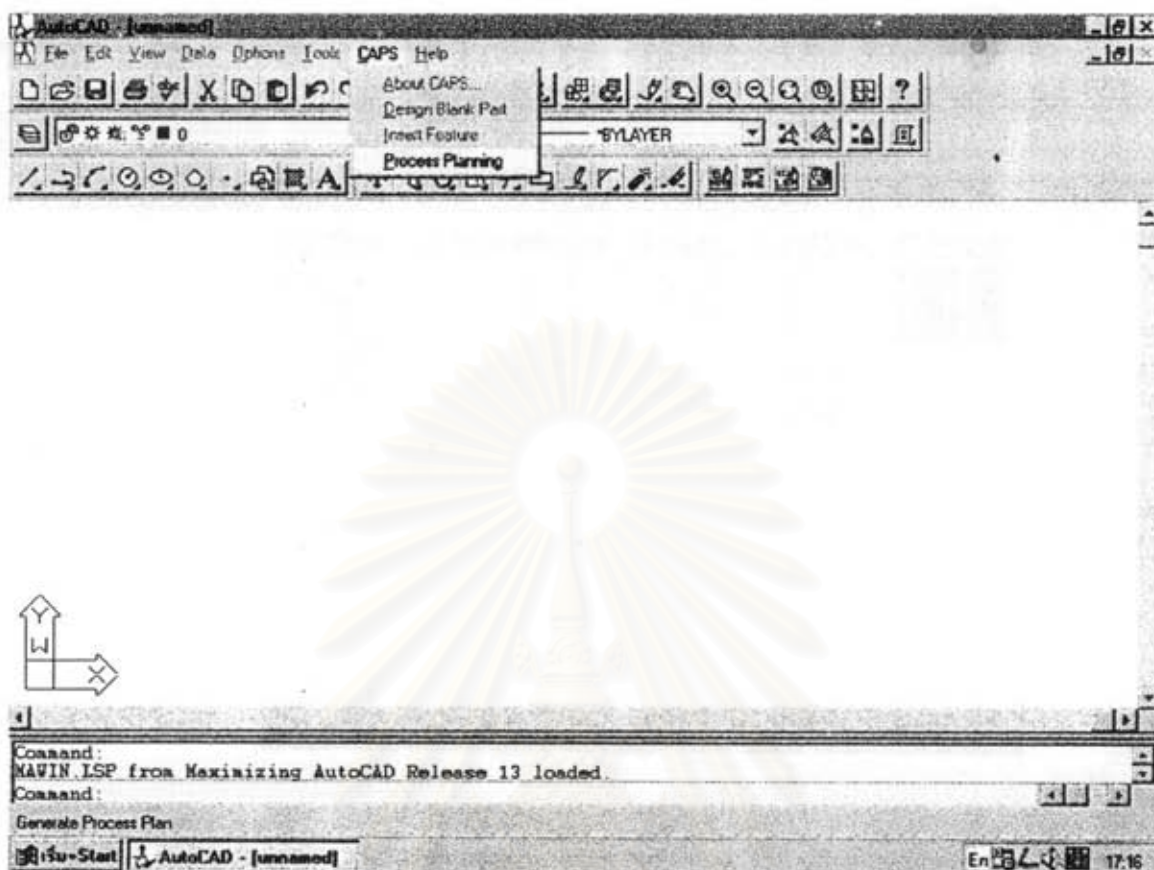 AutoCAD - [unnamed]
File Edit View Data Options Tools CAPS Help
About CAPS...
Design Blank Part
Insert Feature
Process Planning
0
BYLAYER
A
?
Y
W
X
Command:
MAWIN.LSP from Maximizing AutoCAD Release 13 loaded.
Command:
Generate Process Plan
เริ่ม-Start AutoCAD - [unnamed] En 17:16